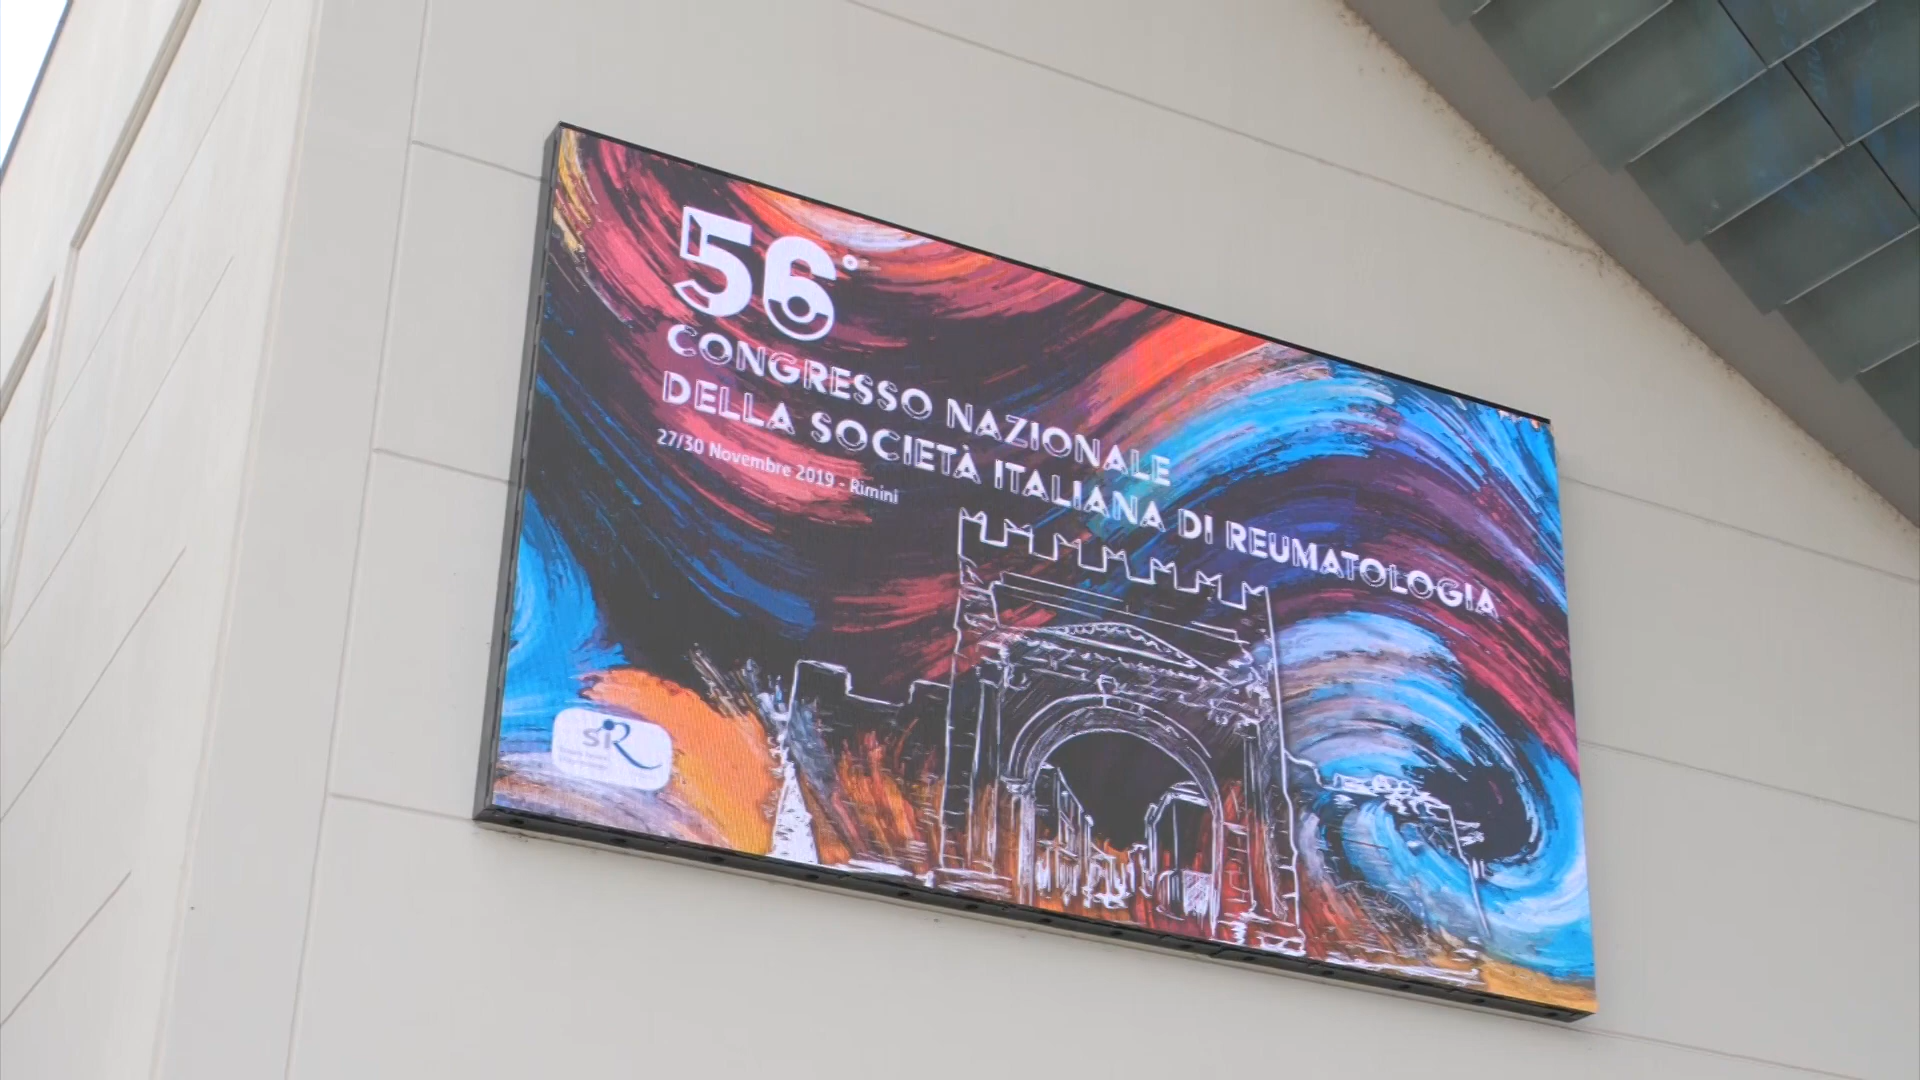 56°
CONGRESSO NAZIONALE
DELLA SOCIETÀ ITALIANA DI REUMATOLOGIA
27/30 Novembre 2019 - Rimini
SIR